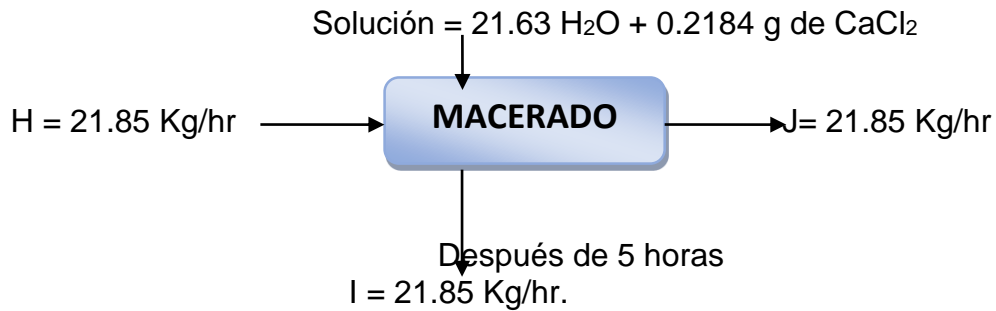 Solución = 21.63 H₂O + 0.2184 g de CaCl₂
H = 21.85 Kg/hr
MACERADO
J= 21.85 Kg/hr
Después de 5 horas
I = 21.85 Kg/hr.